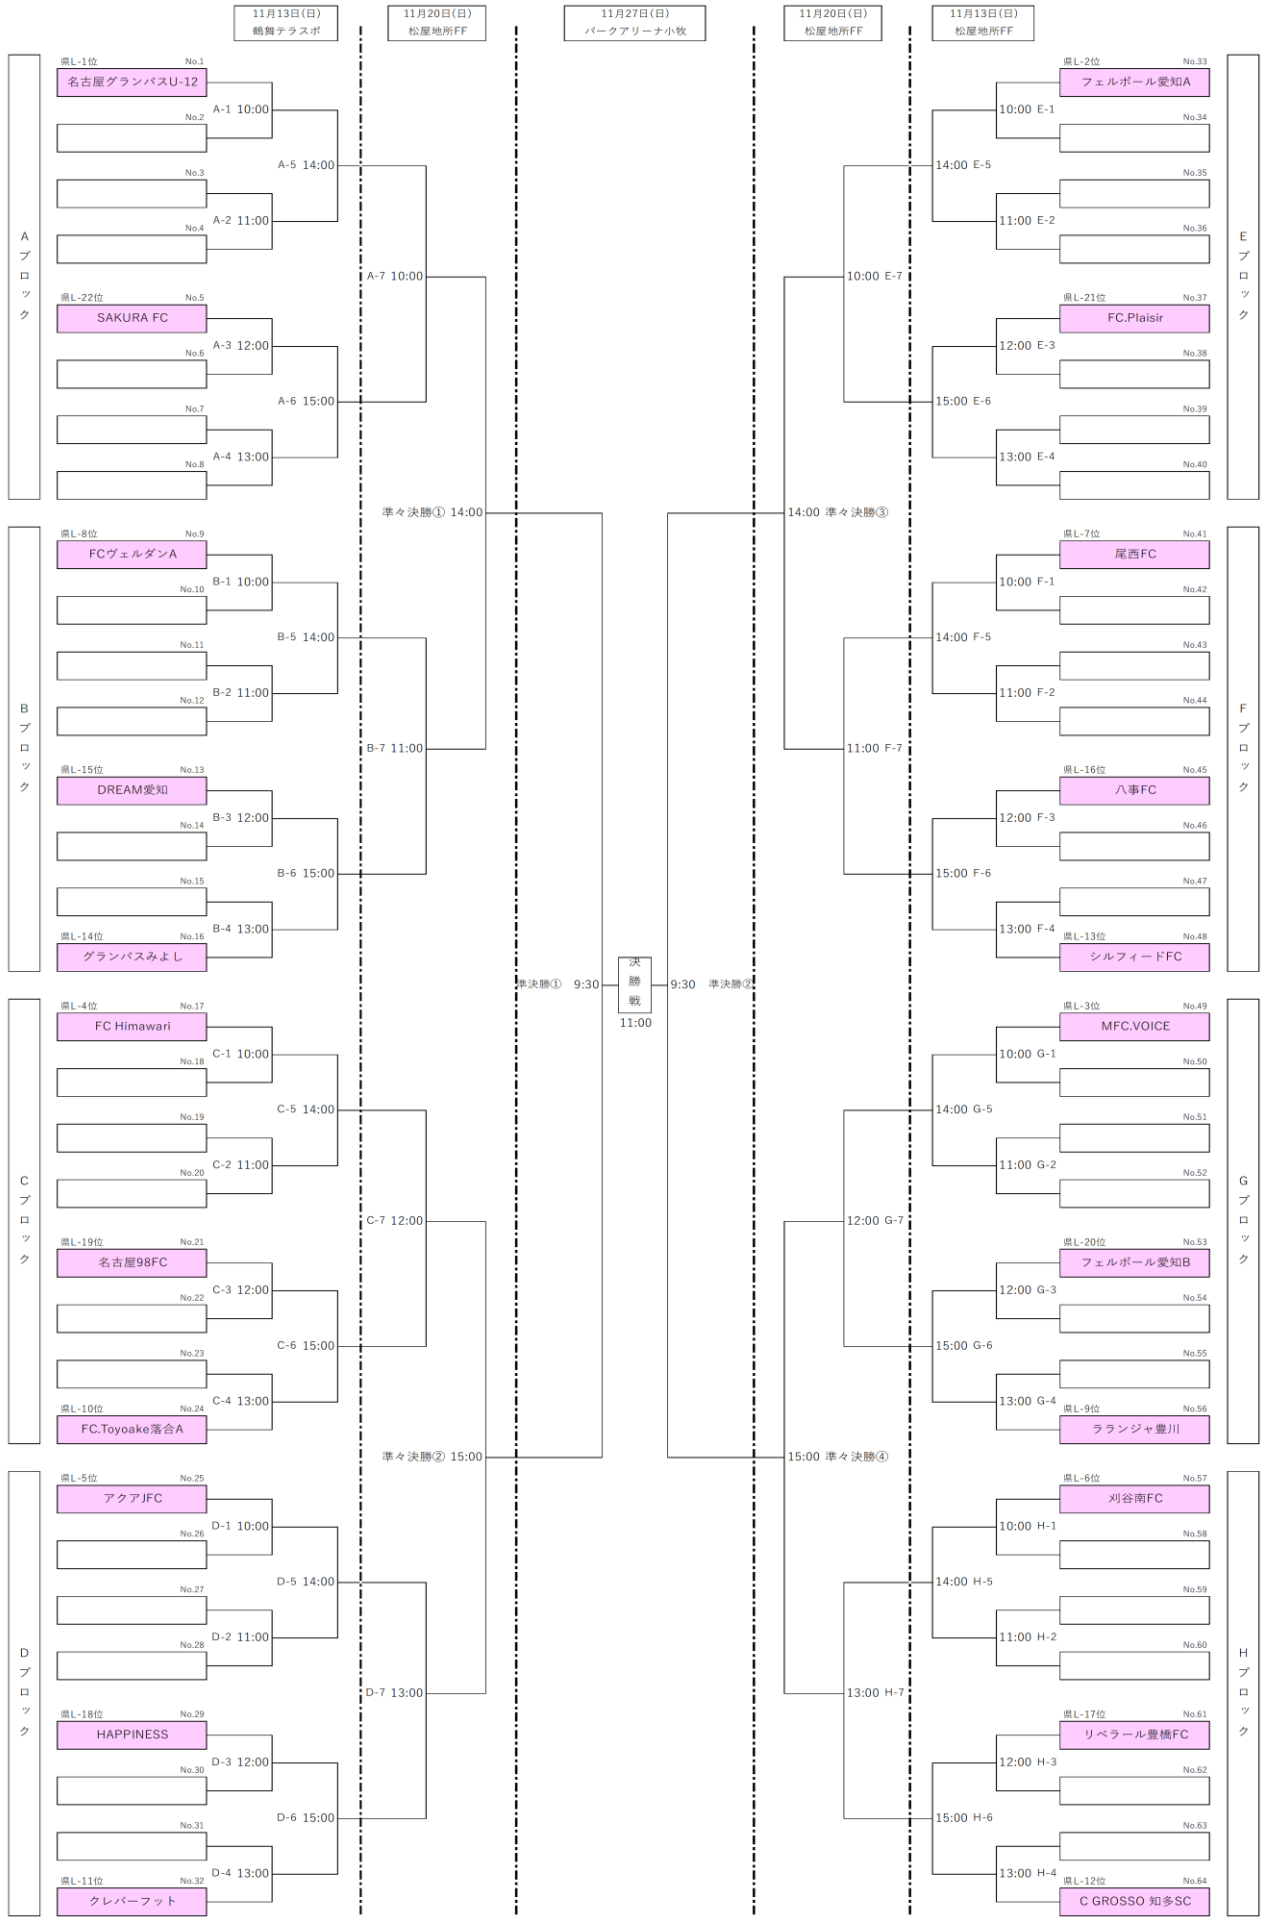 11月13日(日)
鶴舞テラスポ
11月20日(日)
松屋地所FF
11月27日(日)
パークアリーナ小牧
11月20日(日)
松屋地所FF
11月13日(日)
松屋地所FF
Aブロック
県L-1位 No.1
名古屋グランパスU-12
A-1 10:00
No.2
A-5 14:00
No.3
A-2 11:00
No.4
A-7 10:00
県L-22位 No.5
SAKURA FC
A-3 12:00
No.6
A-6 15:00
No.7
A-4 13:00
No.8
準々決勝① 14:00
Bブロック
県L-8位 No.9
FCヴェルダンA
B-1 10:00
No.10
B-5 14:00
No.11
B-2 11:00
No.12
B-7 11:00
県L-15位 No.13
DREAM愛知
B-3 12:00
No.14
B-6 15:00
No.15
B-4 13:00
県L-14位 No.16
グランパスみよし
準決勝① 9:30
決勝戦
11:00
9:30 準決勝②
Cブロック
県L-4位 No.17
FC Himawari
C-1 10:00
No.18
C-5 14:00
No.19
C-2 11:00
No.20
C-7 12:00
県L-19位 No.21
名古屋98FC
C-3 12:00
No.22
C-6 15:00
No.23
C-4 13:00
県L-10位 No.24
FC.Toyoake落合A
準々決勝② 15:00
Dブロック
県L-5位 No.25
アクアJFC
D-1 10:00
No.26
D-5 14:00
No.27
D-2 11:00
No.28
D-7 13:00
県L-18位 No.29
HAPPINESS
D-3 12:00
No.30
D-6 15:00
No.31
D-4 13:00
県L-11位 No.32
クレバーフット
Eブロック
県L-2位 No.33
フェルボール愛知A
10:00 E-1
No.34
14:00 E-5
No.35
11:00 E-2
No.36
10:00 E-7
県L-21位 No.37
FC.Plaisir
12:00 E-3
No.38
15:00 E-6
No.39
13:00 E-4
No.40
14:00 準々決勝③
Fブロック
県L-7位 No.41
尾西FC
10:00 F-1
No.42
14:00 F-5
No.43
11:00 F-2
No.44
11:00 F-7
県L-16位 No.45
八事FC
12:00 F-3
No.46
15:00 F-6
No.47
13:00 F-4
県L-13位 No.48
シルフィードFC
Gブロック
県L-3位 No.49
MFC.VOICE
10:00 G-1
No.50
14:00 G-5
No.51
11:00 G-2
No.52
12:00 G-7
県L-20位 No.53
フェルボール愛知B
12:00 G-3
No.54
15:00 G-6
No.55
13:00 G-4
県L-9位 No.56
ラランジャ豊川
15:00 準々決勝④
Hブロック
県L-6位 No.57
刈谷南FC
10:00 H-1
No.58
14:00 H-5
No.59
11:00 H-2
No.60
13:00 H-7
県L-17位 No.61
リベラール豊橋FC
12:00 H-3
No.62
15:00 H-6
No.63
13:00 H-4
県L-12位 No.64
C GROSSO 知多SC